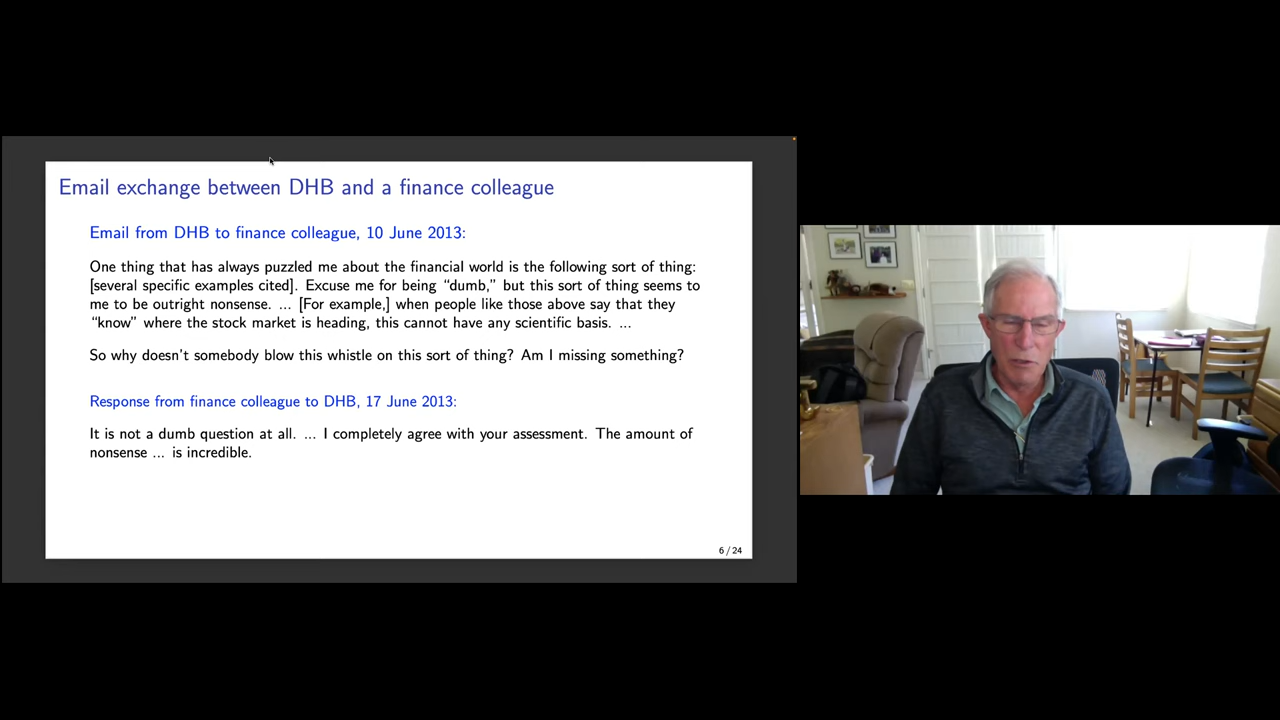 Email exchange between DHB and a finance colleague
Email from DHB to finance colleague, 10 June 2013:
One thing that has always puzzled me about the financial world is the following sort of thing:
[several specific examples cited]. Excuse me for being “dumb,” but this sort of thing seems to
me to be outright nonsense. ... [For example,] when people like those above say that they
“know” where the stock market is heading, this cannot have any scientific basis. ...
So why doesn’t somebody blow this whistle on this sort of thing? Am I missing something?
Response from finance colleague to DHB, 17 June 2013:
It is not a dumb question at all. ... I completely agree with your assessment. The amount of
nonsense ... is incredible.
6 / 24